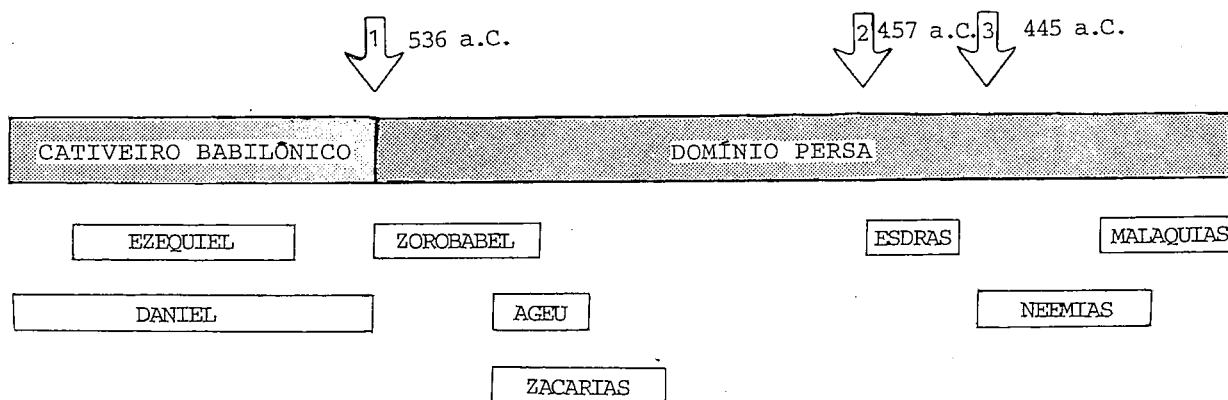 1 536 a.C. 2 457 a.C. 3 445 a.C.
CATIVEIRO BABILÔNICO DOMÍNIO PERSA
EZEQUIEL ZOROBABEL ESDRAS MALAQUIAS
DANIEL AGEU NEEMIAS
ZACARIAS